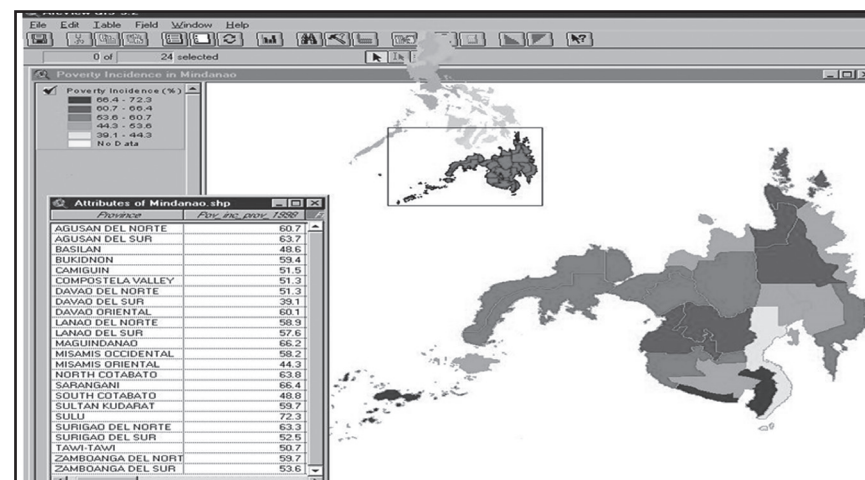 File Edit Table Field Window Help
0 of 24 selected
Poverty Incidence in Mindanao
Poverty Incidence (%)
66.4 - 72.3
60.7 - 66.4
53.6 - 60.7
44.3 - 53.6
39.1 - 44.3
No Data
Attributes of Mindanao.shp
Province Pov_inc_prov_1998
AGUSAN DEL NORTE 60.7
AGUSAN DEL SUR 63.7
BASILAN 48.6
BUKIDNON 59.4
CAMIGUIN 51.5
COMPOSTELA VALLEY 51.3
DAVAO DEL NORTE 51.3
DAVAO DEL SUR 39.1
DAVAO ORIENTAL 60.1
LANAO DEL NORTE 58.9
LANAO DEL SUR 57.6
MAGUINDANAO 66.2
MISAMIS OCCIDENTAL 58.2
MISAMIS ORIENTAL 44.3
NORTH COTABATO 63.8
SARANGANI 66.4
SOUTH COTABATO 48.8
SULTAN KUDARAT 59.7
SULU 72.3
SURIGAO DEL NORTE 63.3
SURIGAO DEL SUR 52.5
TAWI-TAWI 50.7
ZAMBOANGA DEL NORT 59.7
ZAMBOANGA DEL SUR 53.6